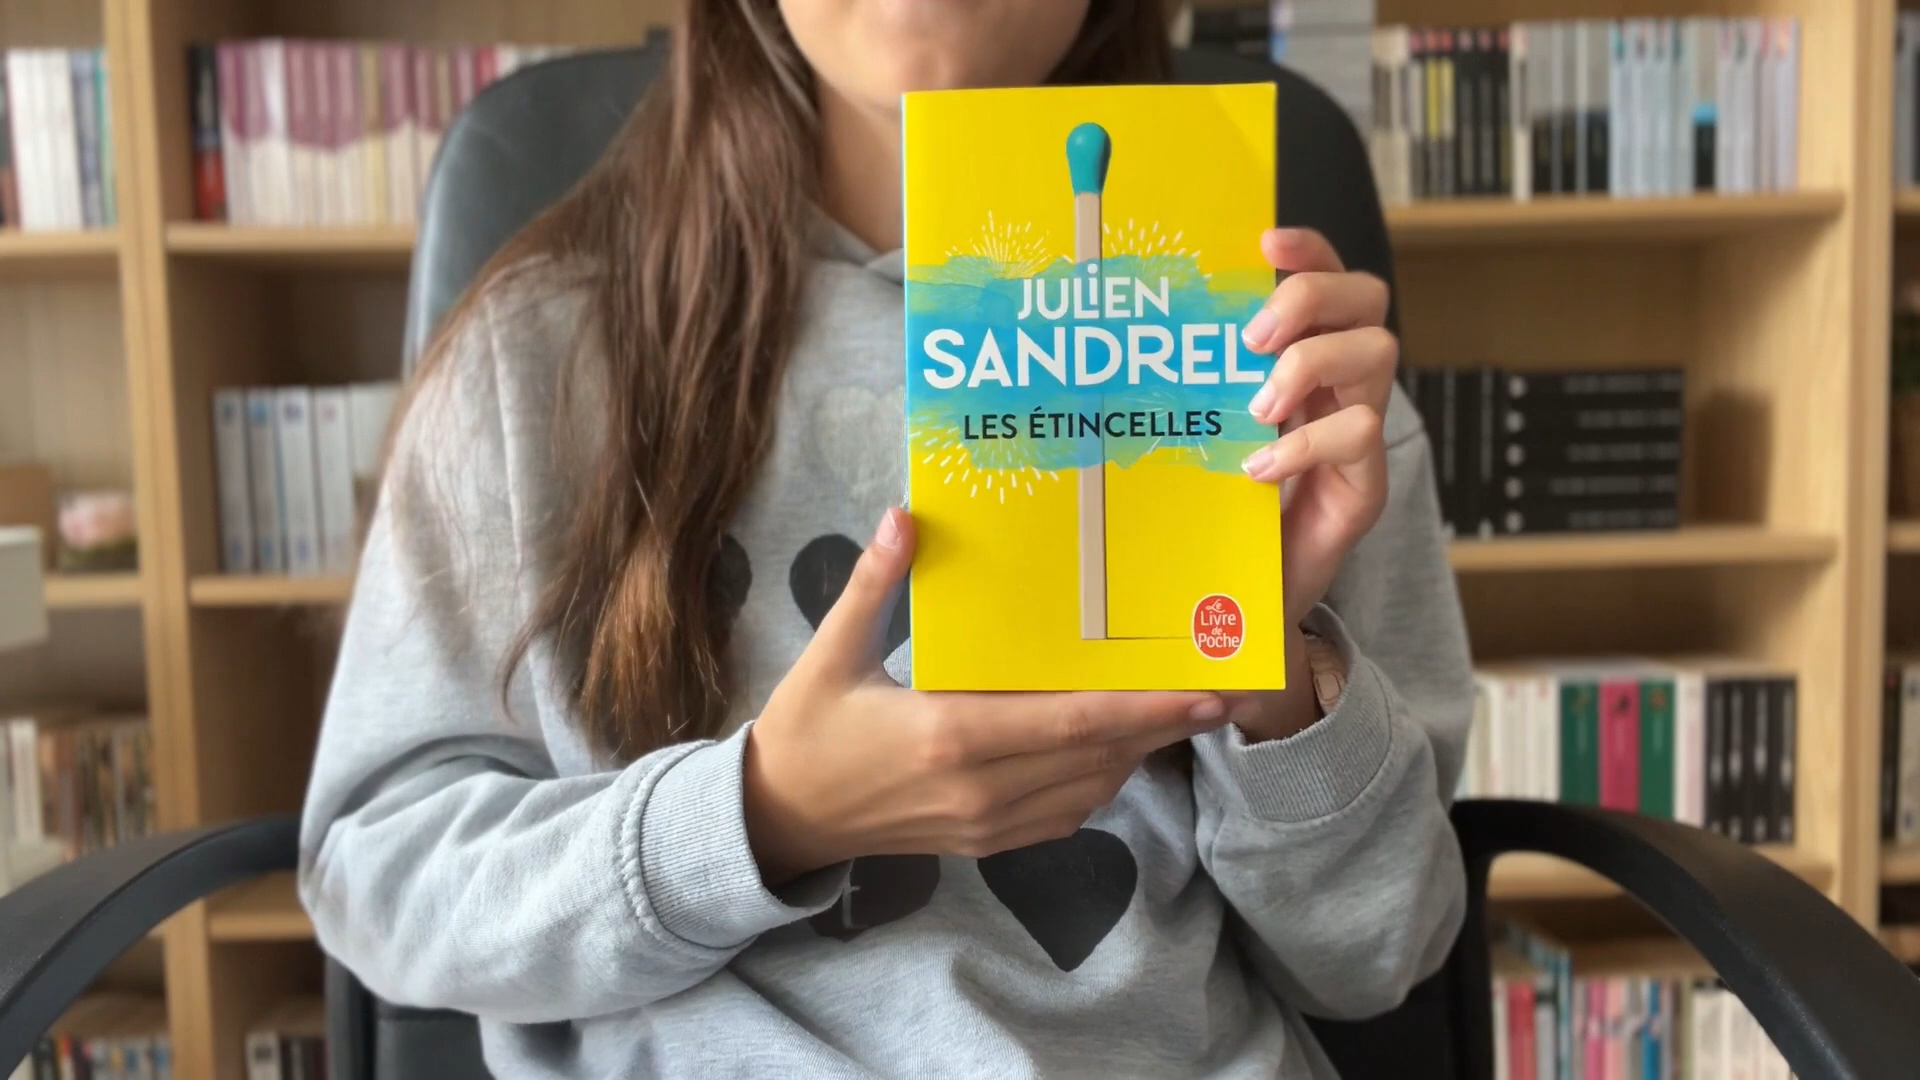 JULiEN
SANDREL
LES ÉTINCELLES
Le
Livre
de
Poche